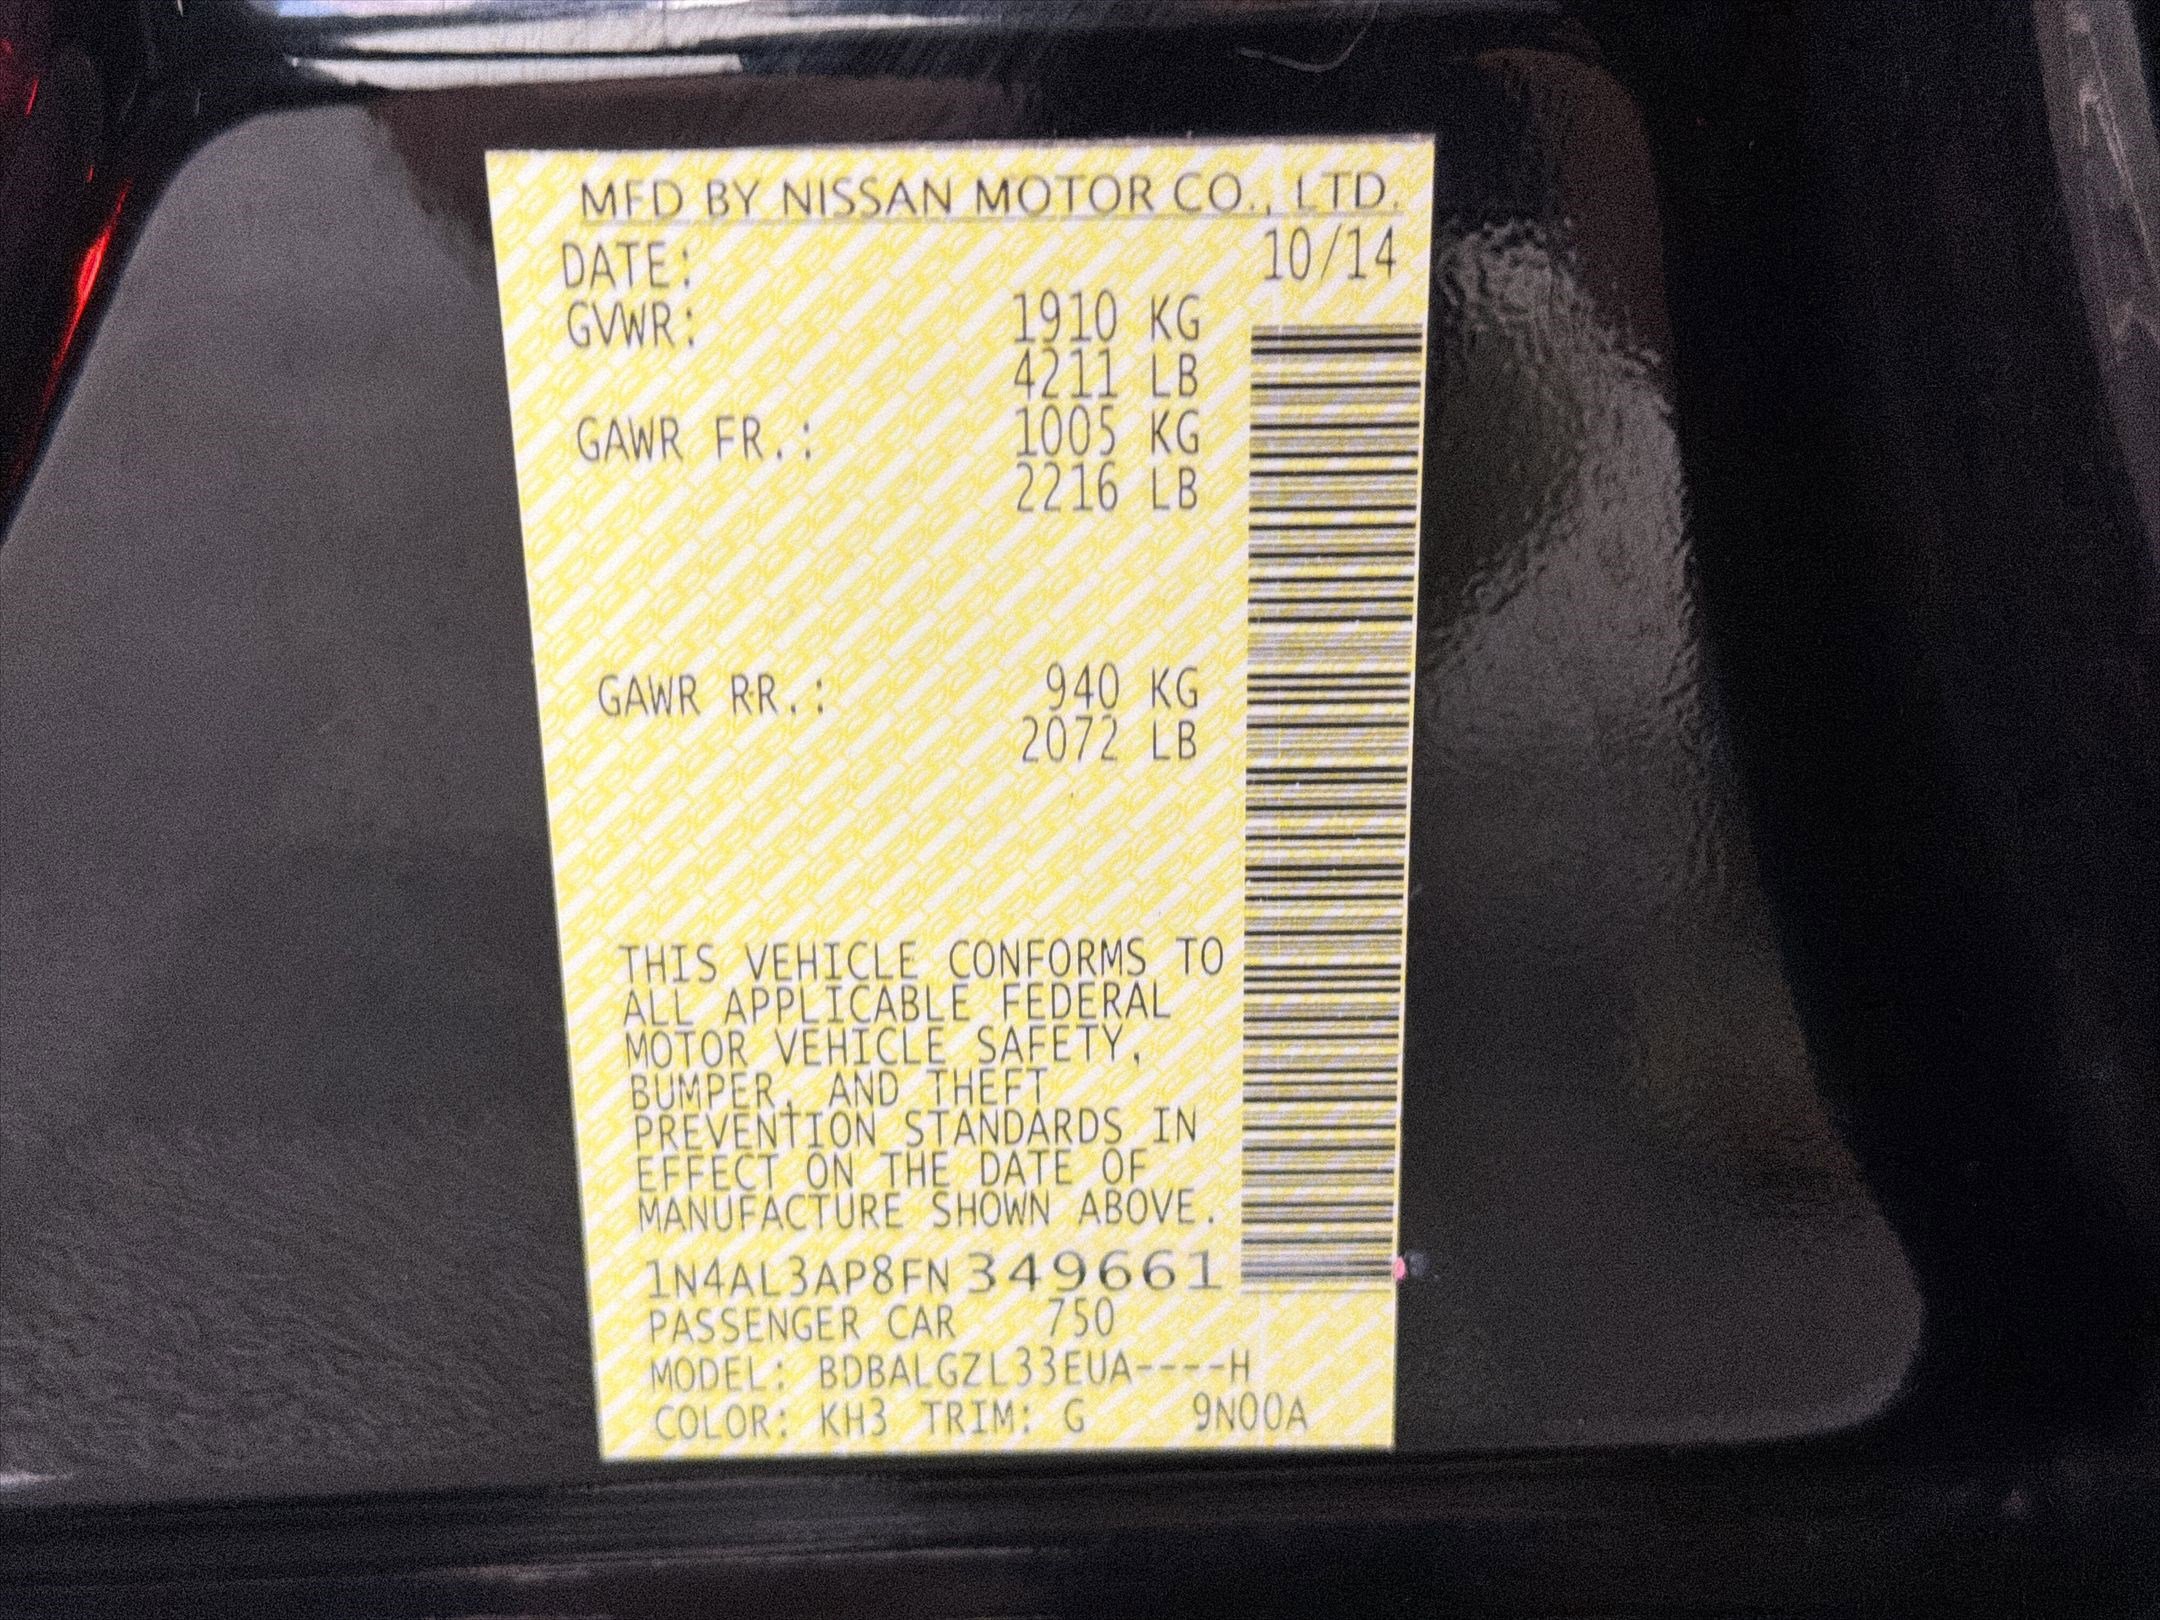 MFD BY NISSAN MOTOR CO., LTD.
DATE: 10/14
GVWR: 1910 KG
4211 LB
GAWR FR.: 1005 KG
2216 LB
GAWR RR.: 940 KG
2072 LB
THIS VEHICLE CONFORMS TO
ALL APPLICABLE FEDERAL
MOTOR VEHICLE SAFETY,
BUMPER, AND THEFT
PREVENTION STANDARDS IN
EFFECT ON THE DATE OF
MANUFACTURE SHOWN ABOVE.
1N4AL3AP8FN 349661
PASSENGER CAR 750
MODEL: BDBALGZL33EUA----H
COLOR: KH3 TRIM: G 9N00A